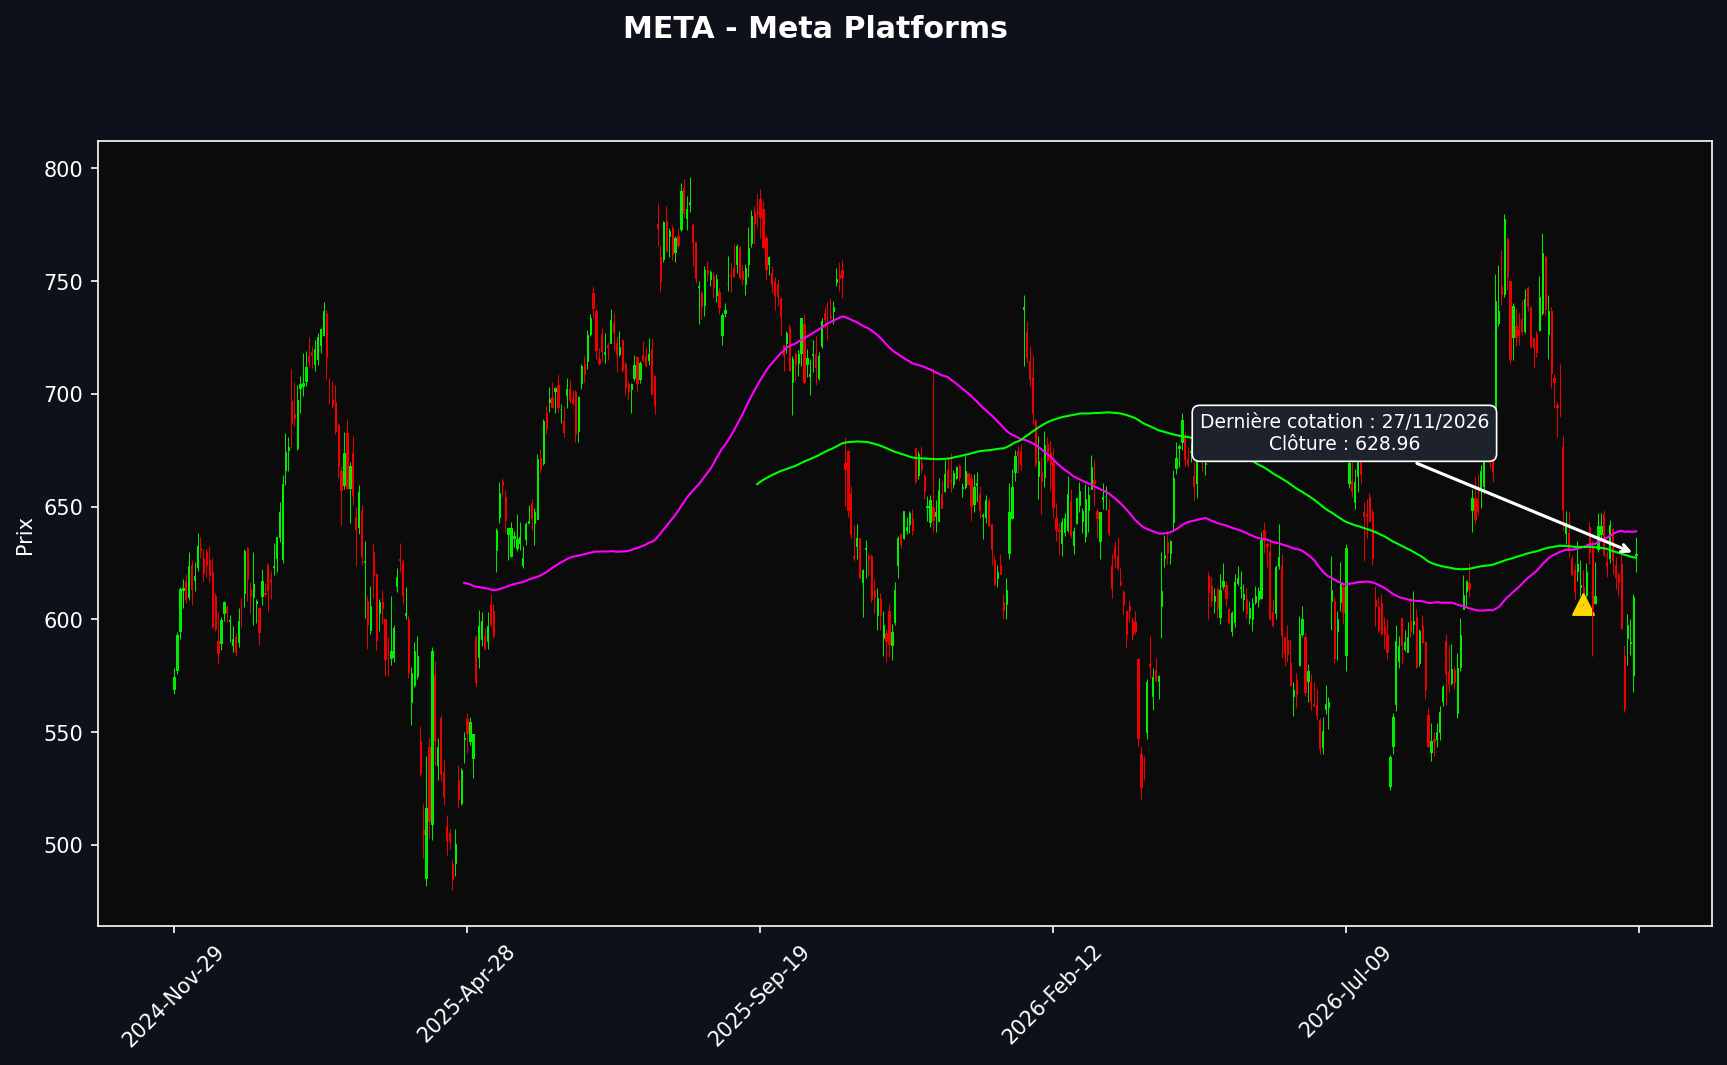 META - Meta Platforms
Prix
800
750
700
650
600
550
500
Dernière cotation : 27/11/2026
Clôture : 628.96
2024-Nov-29
2025-Apr-28
2025-Sep-19
2026-Feb-12
2026-Jul-09